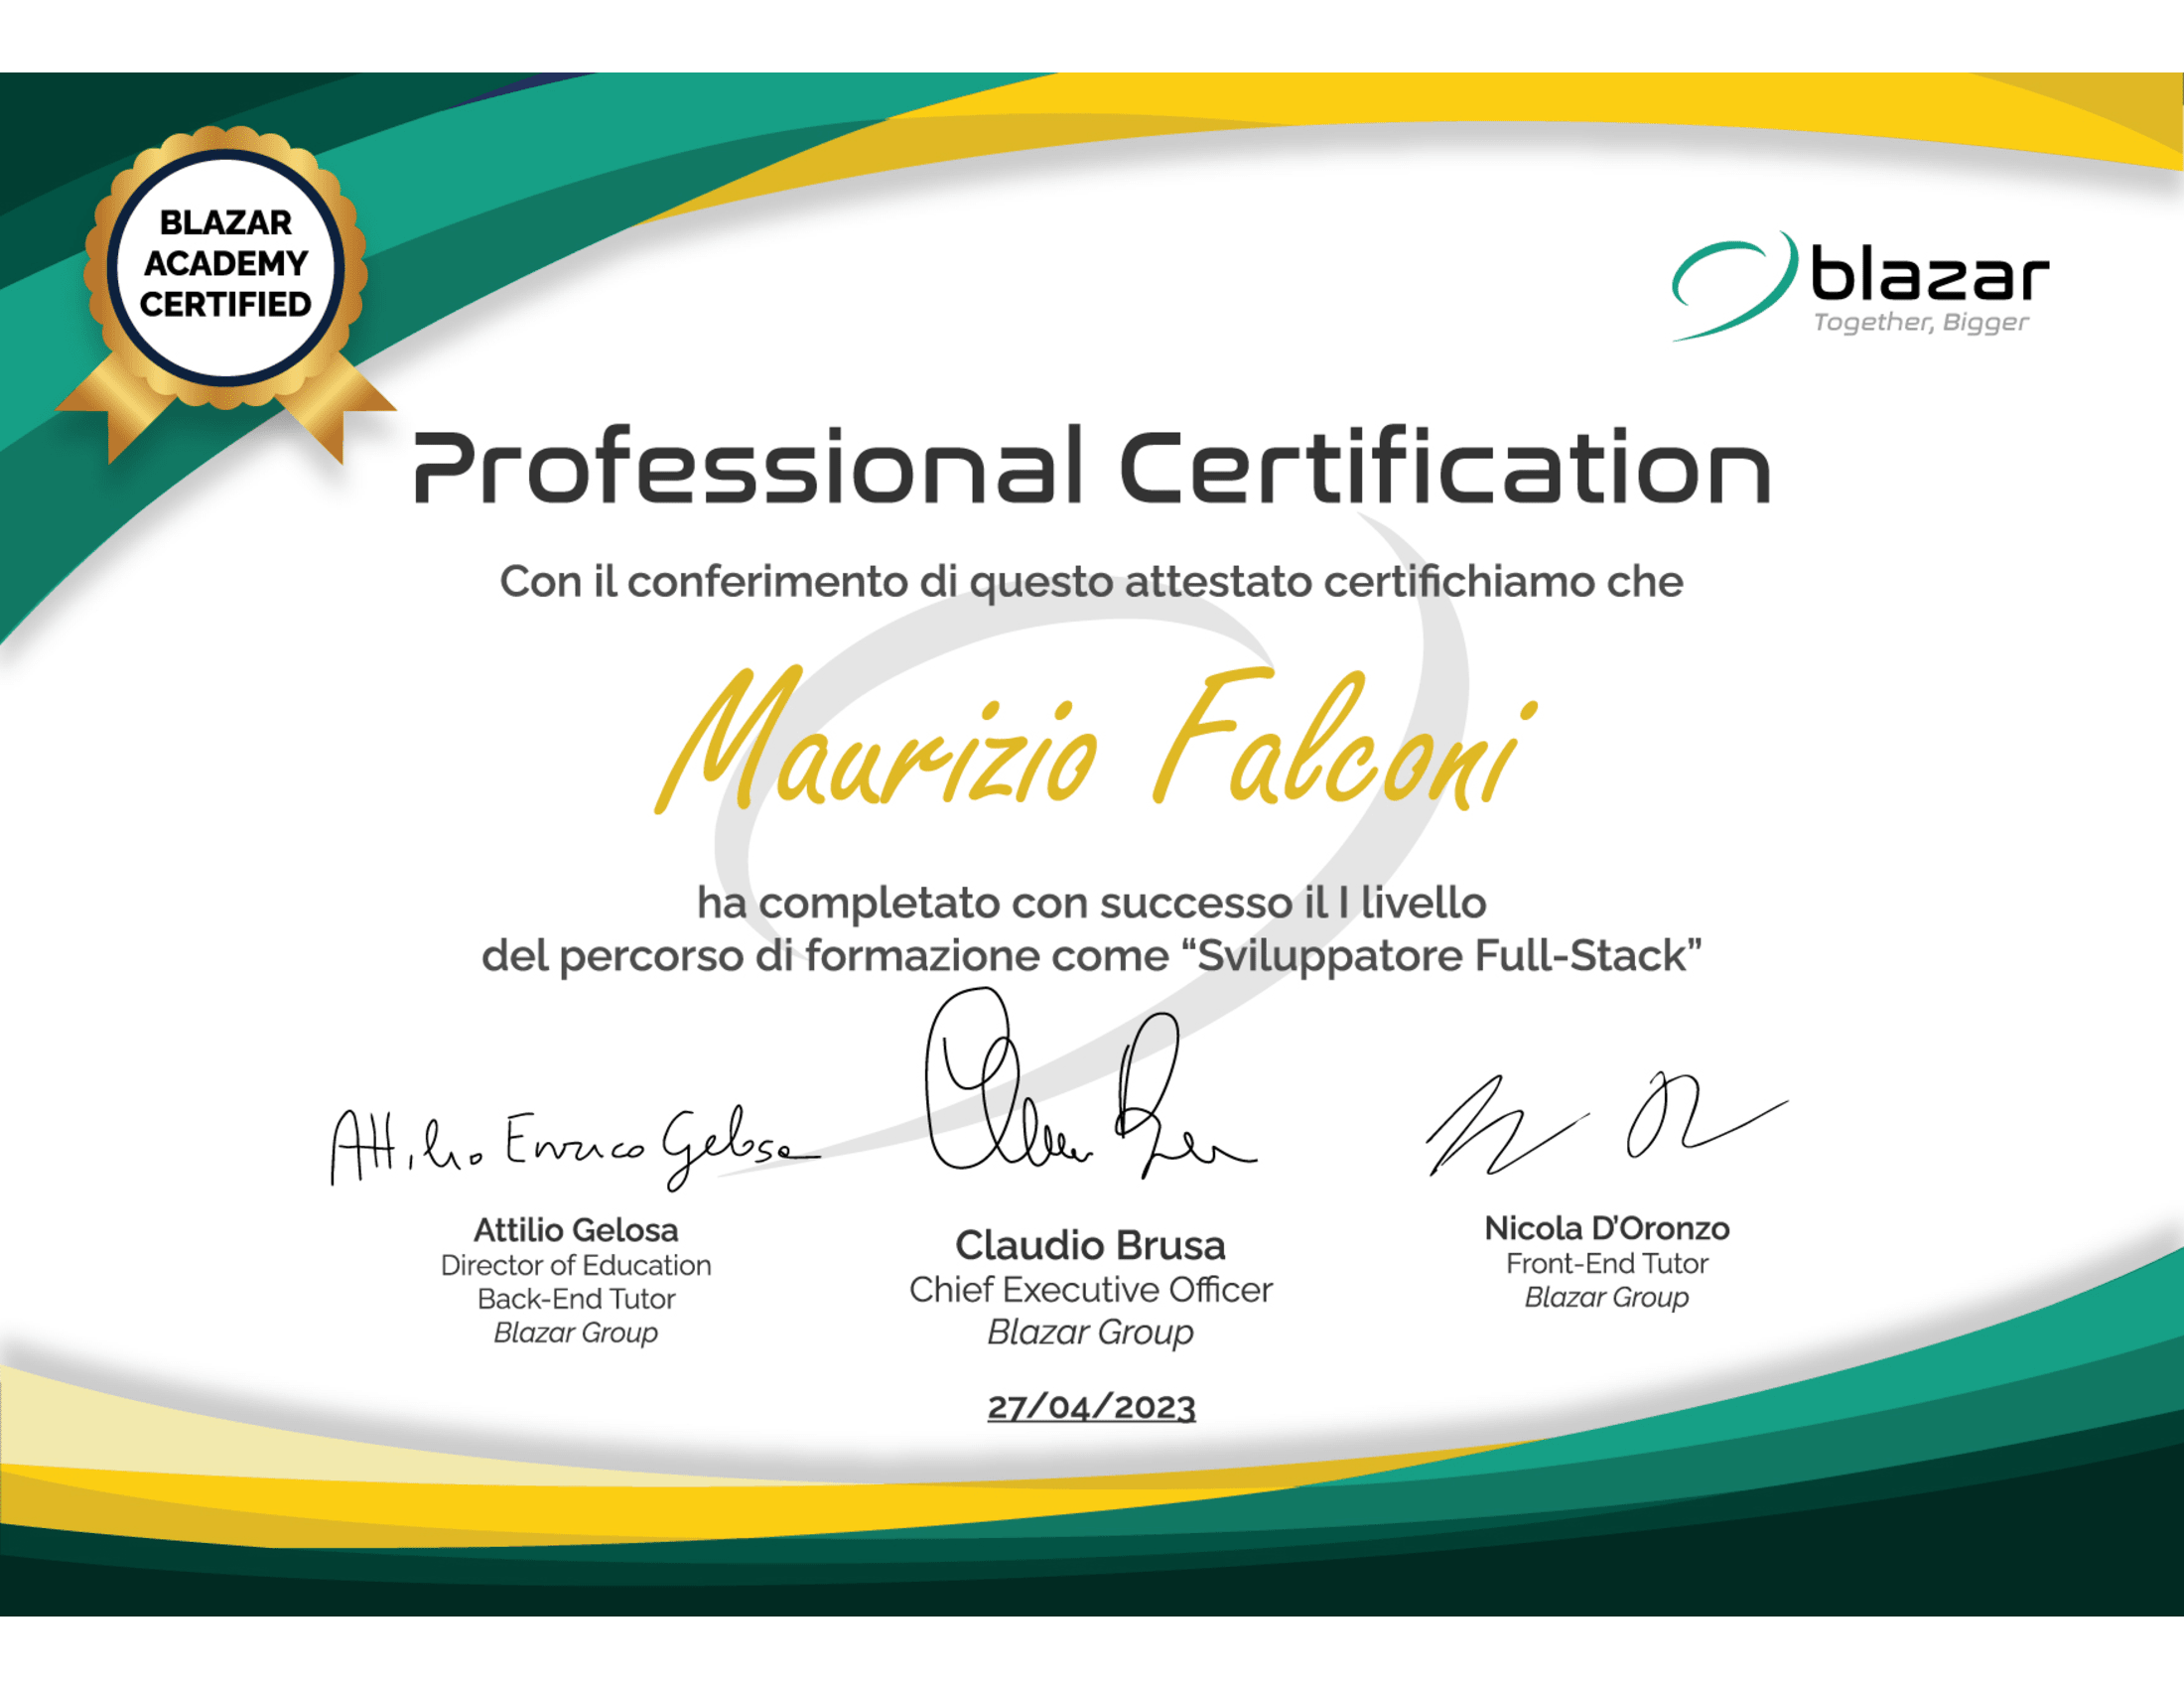 BLAZAR
ACADEMY
CERTIFIED
blazar
Together, Bigger
Professional Certification
Con il conferimento di questo attestato certifichiamo che
Maurizio Falconi
ha completato con successo il I livello
del percorso di formazione come “Sviluppatore Full-Stack”
Attilio Enrico Gelosa
Attilio Gelosa
Director of Education
Back-End Tutor
Blazar Group
Claudio Brusa
Chief Executive Officer
Blazar Group
Nicola D'Oronzo
Front-End Tutor
Blazar Group
27/04/2023